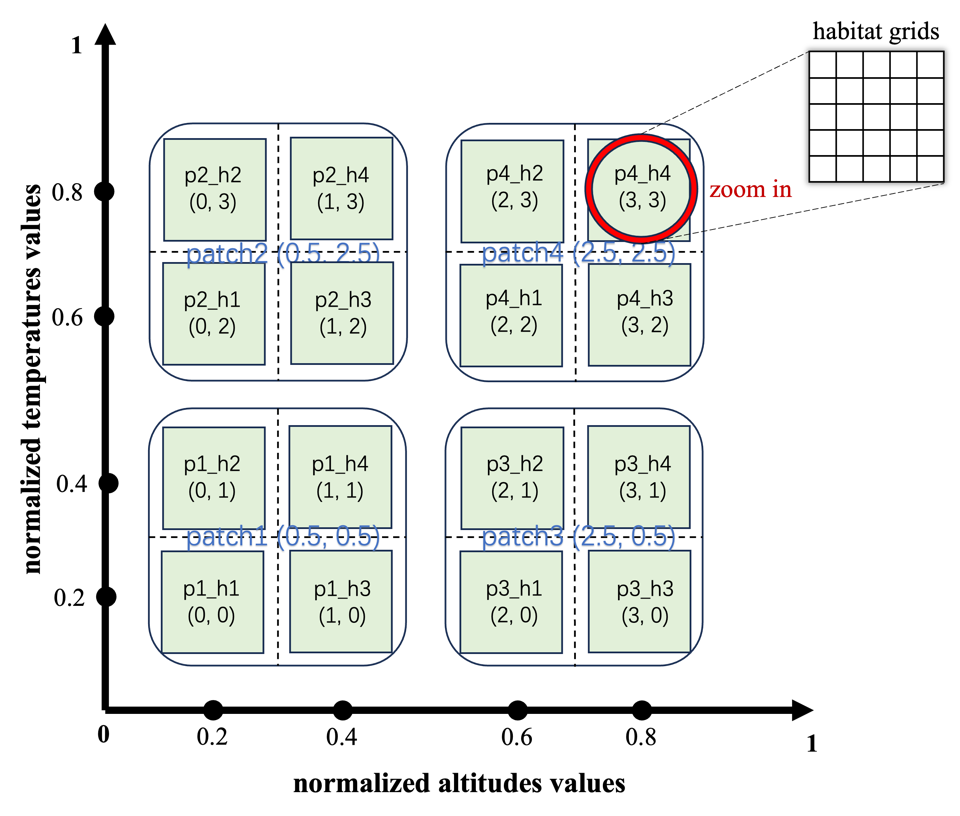 habitat grids
1
normalized temperatures values
0.8
0.6
0.4
0.2
p2_h2
(0, 3)
p2_h4
(1, 3)
p4_h2
(2, 3)
p4_h4
(3, 3)
zoom in
patch2 (0.5, 2.5)
patch4 (2.5, 2.5)
p2_h1
(0, 2)
p2_h3
(1, 2)
p4_h1
(2, 2)
p4_h3
(3, 2)
p1_h2
(0, 1)
p1_h4
(1, 1)
p3_h2
(2, 1)
p3_h4
(3, 1)
patch1 (0.5, 0.5)
patch3 (2.5, 0.5)
p1_h1
(0, 0)
p1_h3
(1, 0)
p3_h1
(2, 0)
p3_h3
(3, 0)
0
0.2
0.4
0.6
0.8
1
normalized altitudes values